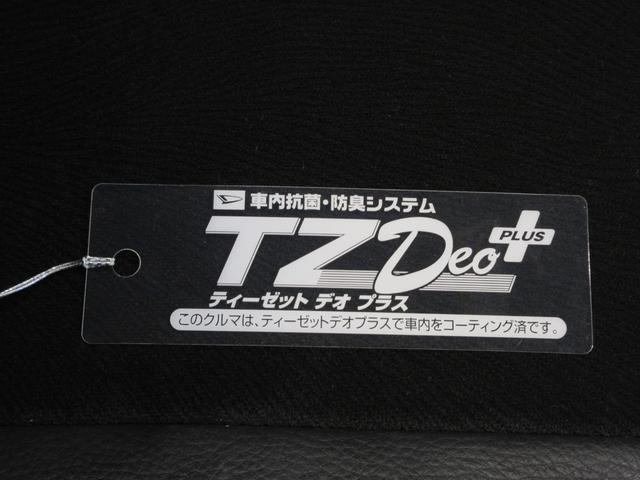 車内抗菌・防臭システム
TZ Deo PLUS
ティーゼット デオ プラス
このクルマは、ティーゼットデオプラスで車内をコーティング済です。